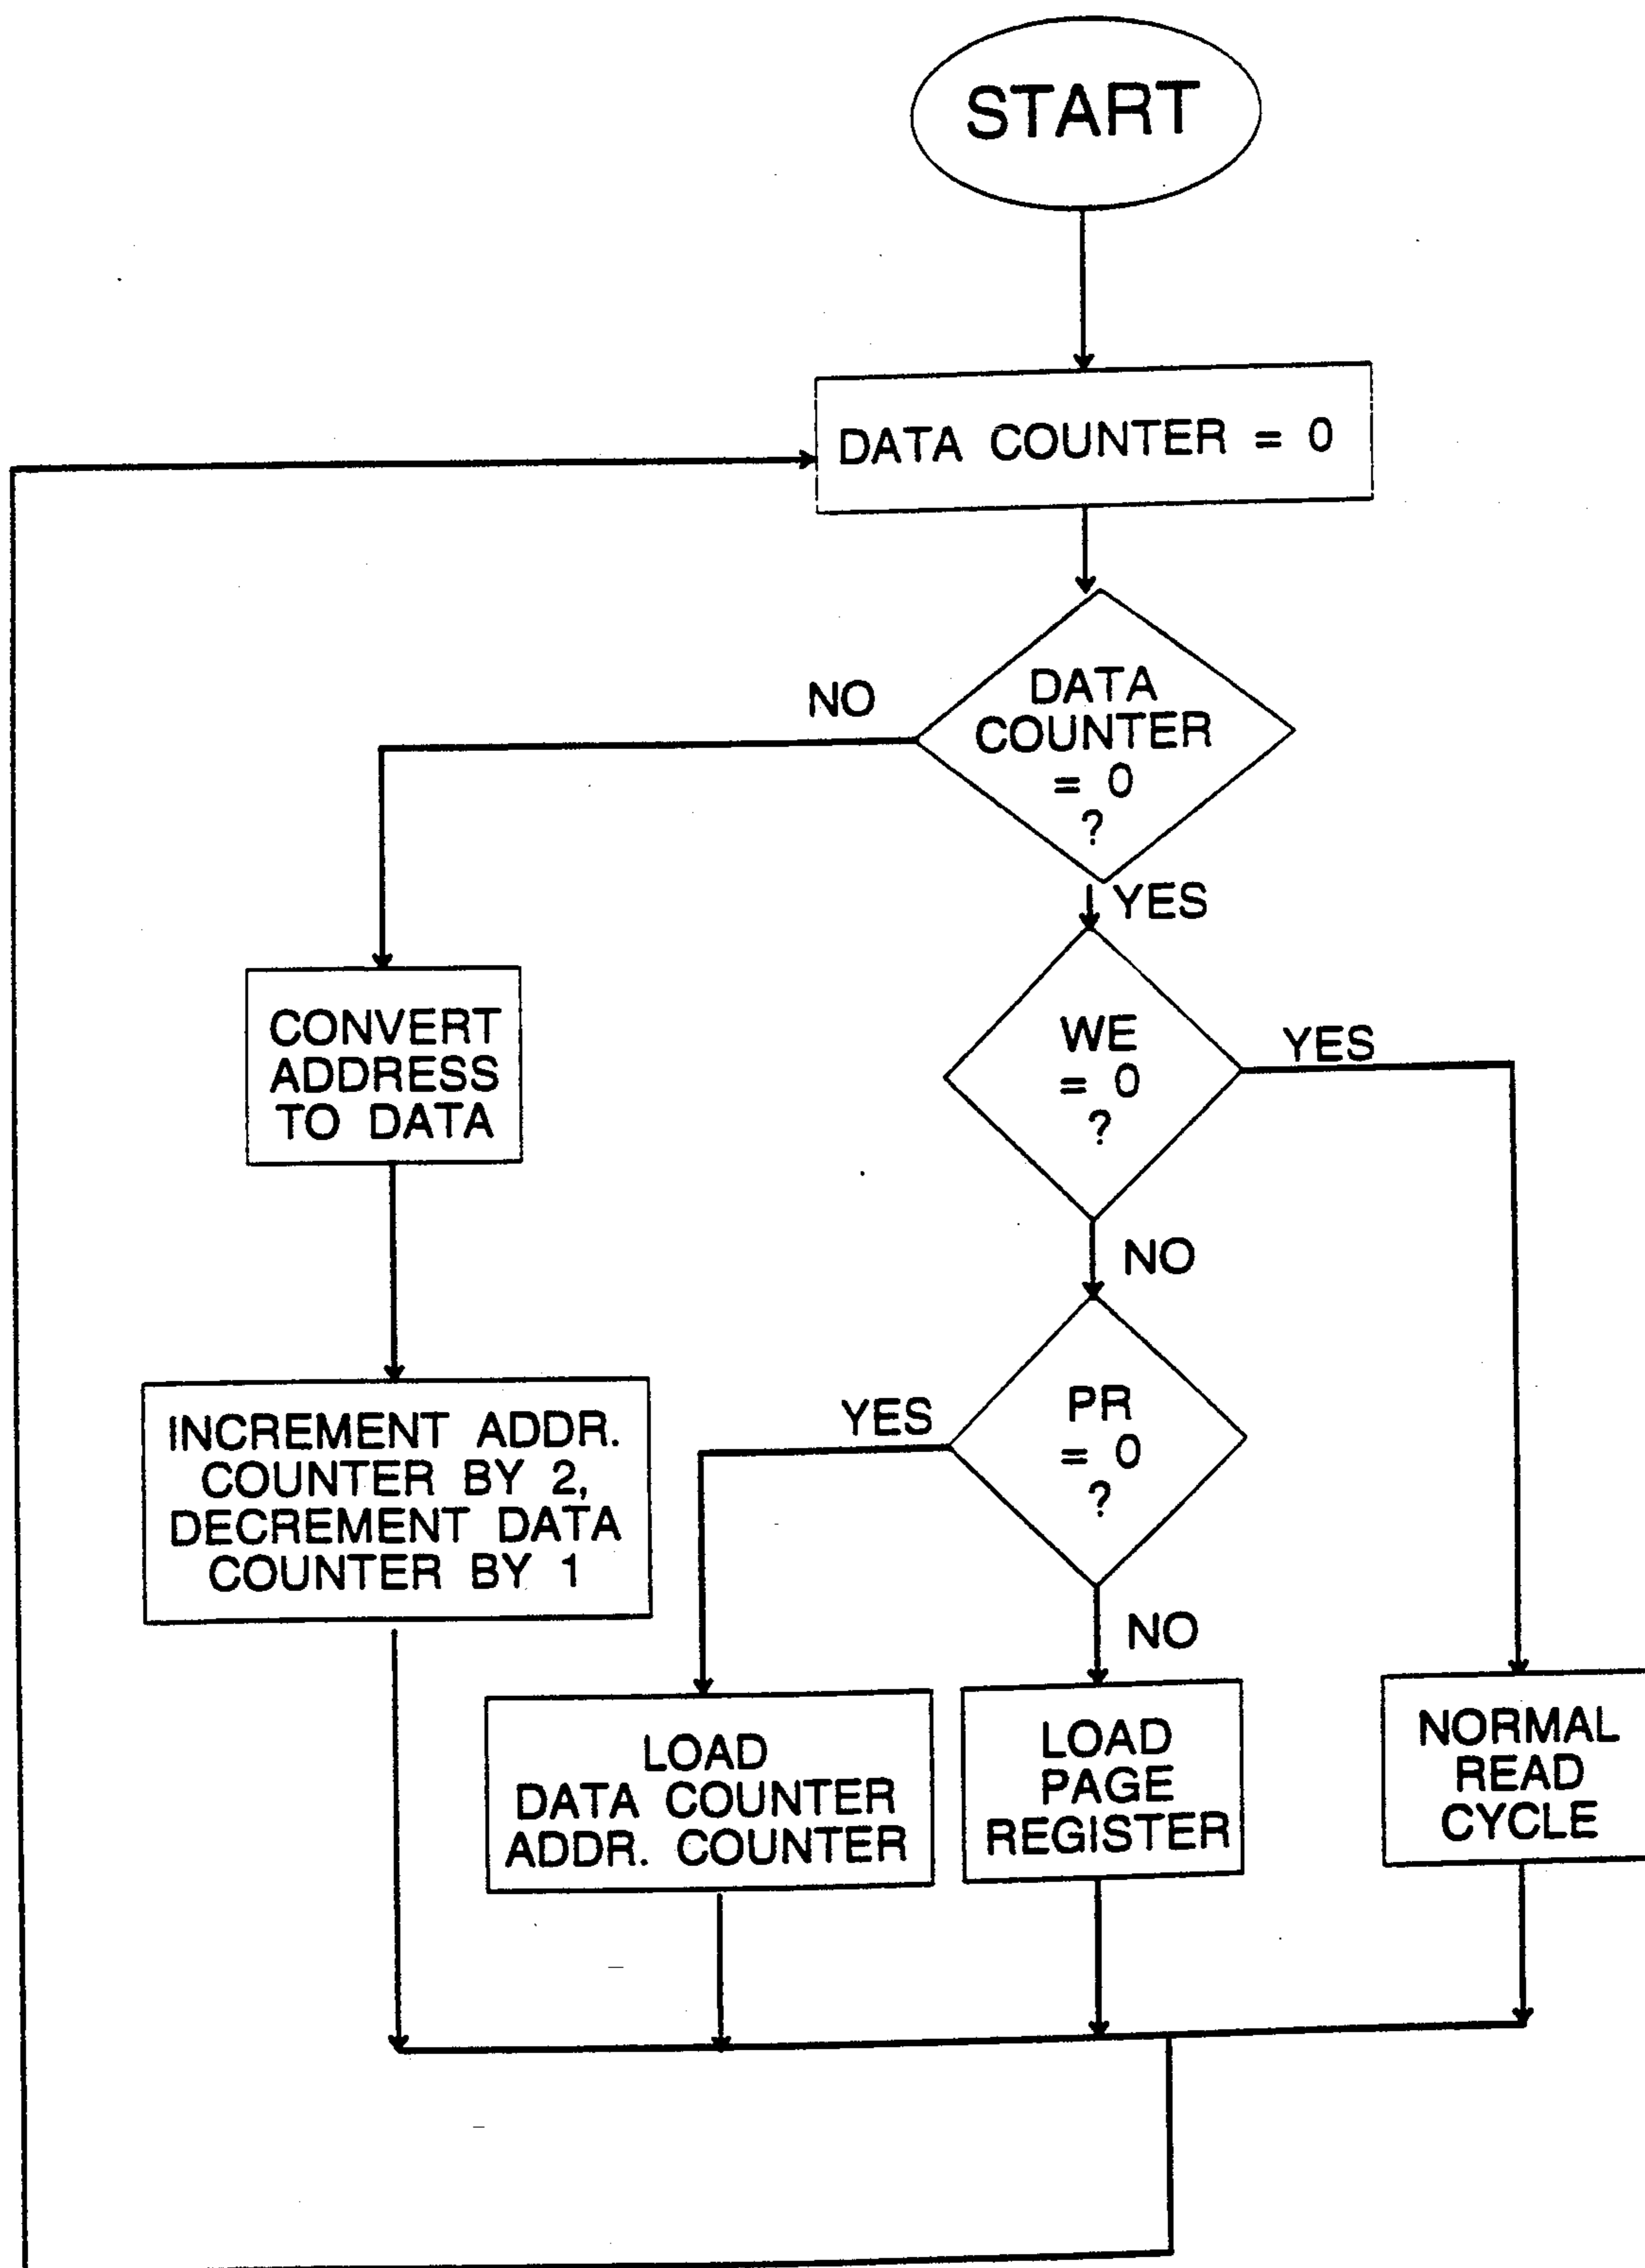 START
DATA COUNTER = 0
NO
DATA
COUNTER
= 0
?
YES
CONVERT
ADDRESS
TO DATA
WE
= 0
?
YES
NO
INCREMENT ADDR.
COUNTER BY 2,
DECREMENT DATA
COUNTER BY 1
YES
PR
= 0
?
NO
LOAD
DATA COUNTER
ADDR. COUNTER
LOAD
PAGE
REGISTER
NORMAL
READ
CYCLE